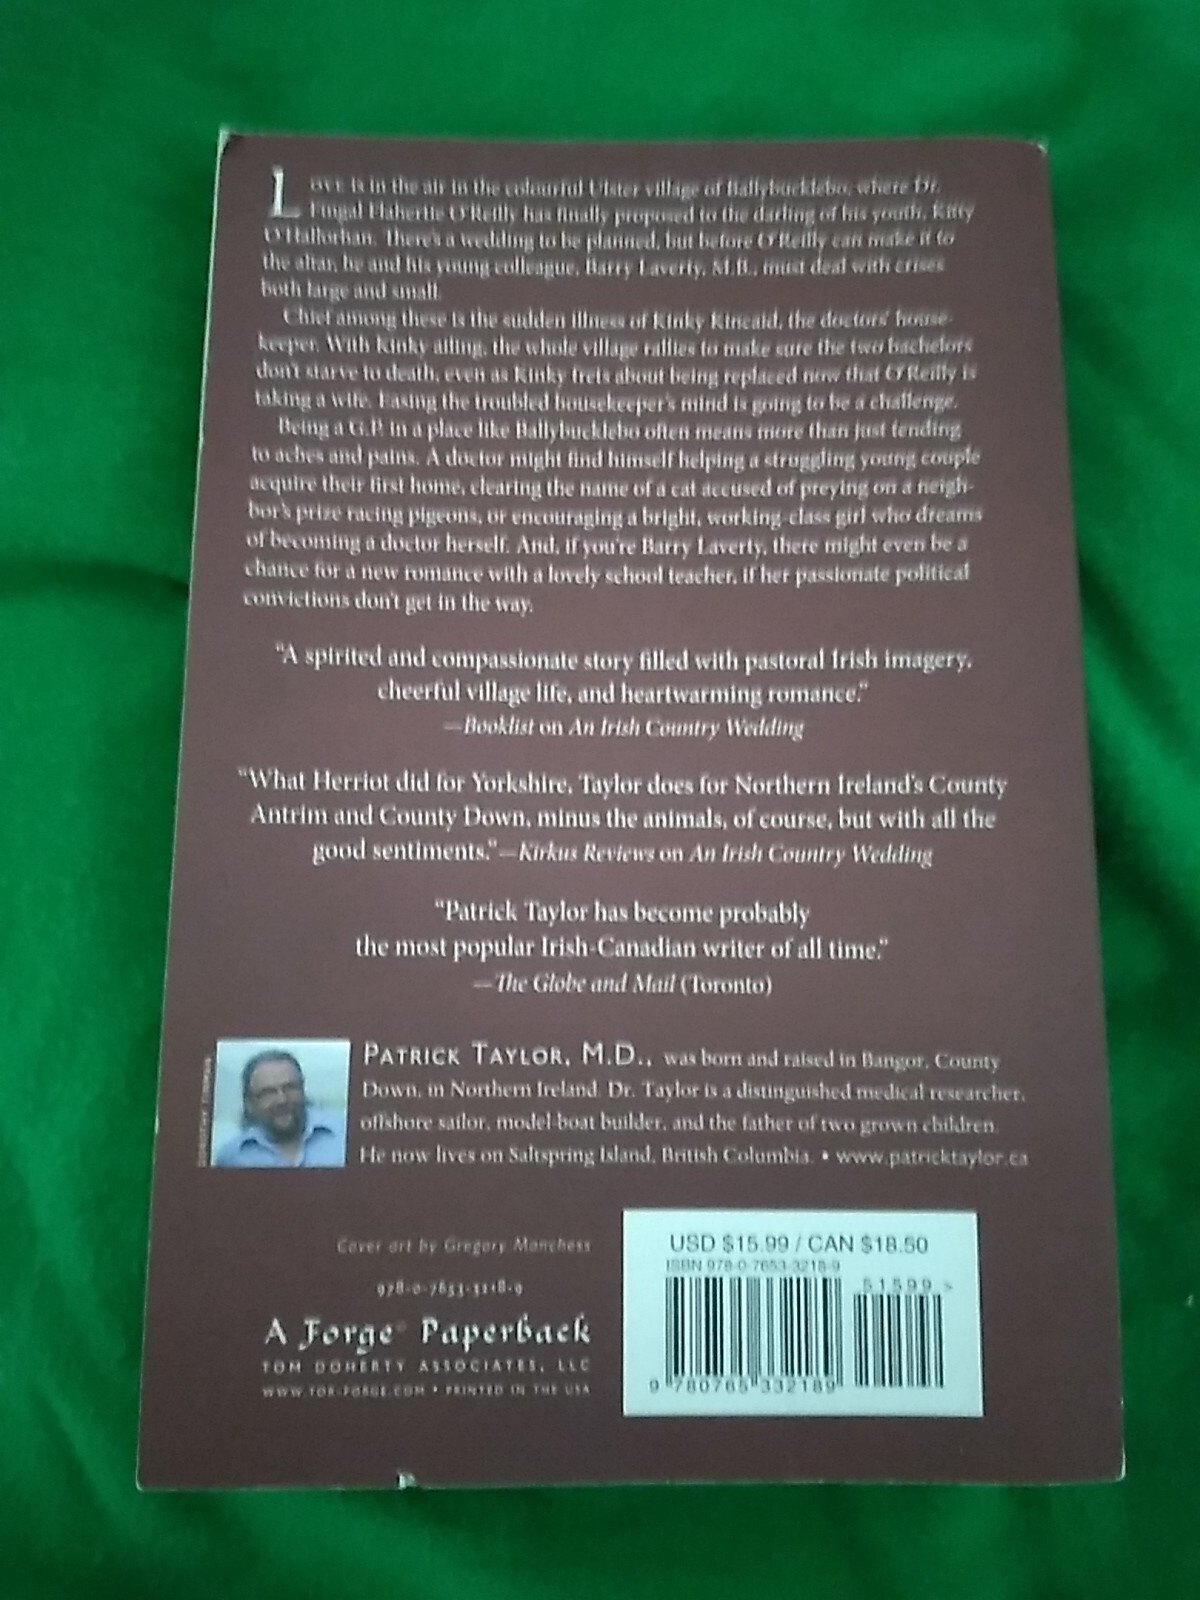 LOVE is in the air in the colourful Ulster village of Ballybucklebo, where Dr.
Fingal Flahertie O'Reilly has finally proposed to the darling of his youth, Kitty
O'Hallorhan. There's a wedding to be planned, but before O'Reilly can make it to
the altar, he and his young colleague, Barry Laverty, M.B., must deal with crises
both large and small.
Chief among these is the sudden illness of Kinky Kincaid, the doctors' house-
keeper. With Kinky ailing, the whole village rallies to make sure the two bachelors
don't starve to death, even as Kinky frets about being replaced now that O'Reilly is
taking a wife. Easing the troubled housekeeper's mind is going to be a challenge.
Being a G.P. in a place like Ballybucklebo often means more than just tending
to aches and pains. A doctor might find himself helping a struggling young couple
acquire their first home, clearing the name of a cat accused of preying on a neigh-
bor's prize racing pigeons, or encouraging a bright, working-class girl who dreams
of becoming a doctor herself. And, if you're Barry Laverty, there might even be a
chance for a new romance with a lovely school teacher, if her passionate political
convictions don't get in the way.
"A spirited and compassionate story filled with pastoral Irish imagery,
cheerful village life, and heartwarming romance."
—Booklist on An Irish Country Wedding
"What Herriot did for Yorkshire, Taylor does for Northern Ireland's County
Antrim and County Down, minus the animals, of course, but with all the
good sentiments."—Kirkus Reviews on An Irish Country Wedding
"Patrick Taylor has become probably
the most popular Irish-Canadian writer of all time."
—The Globe and Mail (Toronto)
PATRICK TAYLOR, M.D., was born and raised in Bangor, County
Down, in Northern Ireland. Dr. Taylor is a distinguished medical researcher,
offshore sailor, model-boat builder, and the father of two grown children.
He now lives on Saltspring Island, British Columbia. • www.patricktaylor.ca
Cover art by Gregory Manchess
978-0-7653-3218-9
A Forge® Paperback
TOM DOHERTY ASSOCIATES, LLC
WWW.TOR-FORGE.COM • PRINTED IN THE USA
USD $15.99 / CAN $18.50
ISBN 978-0-7653-3218-9
51599 >
9 780765 332189